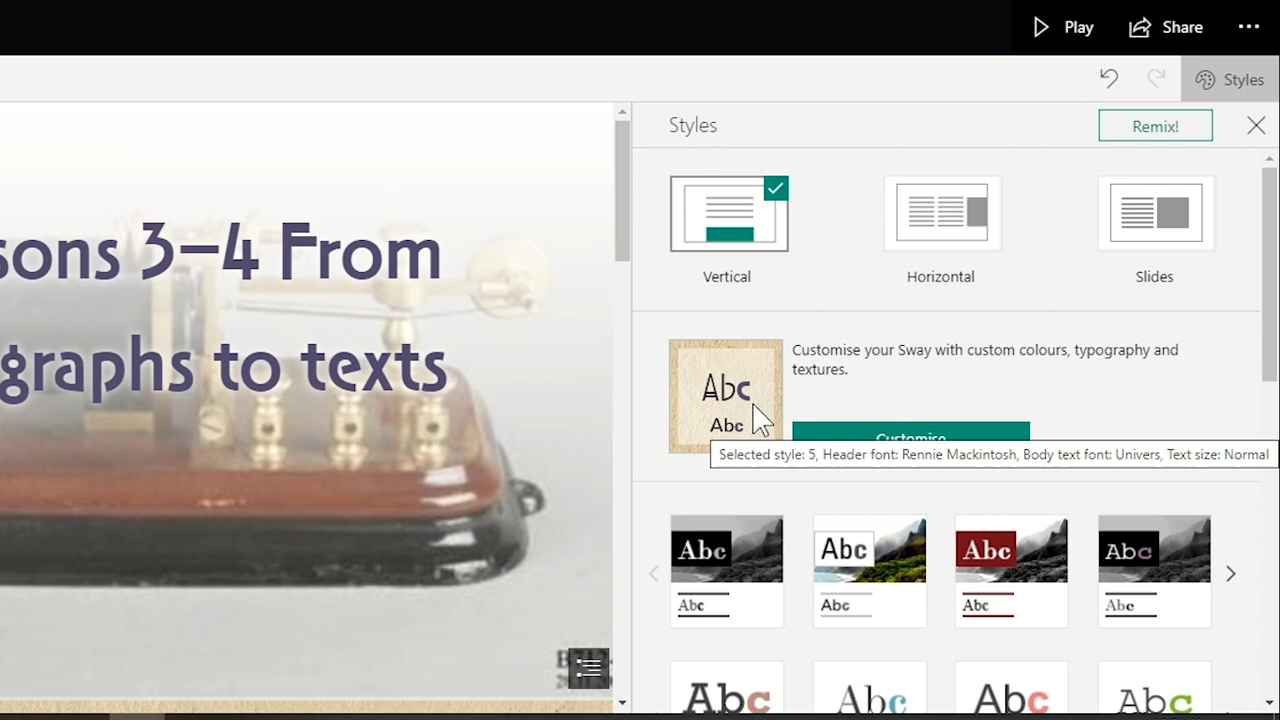 Play Share
Styles
Styles
Remix!
Vertical Horizontal Slides
sons 3–4 From
graphs to texts
Customise your Sway with custom colours, typography and
textures.
Abc
Abc
Customise
Selected style: 5, Header font: Rennie Mackintosh, Body text font: Univers, Text size: Normal
Abc Abc Abc Abc
Abc Abc Abc Abc
Abc Abc Abc Abc